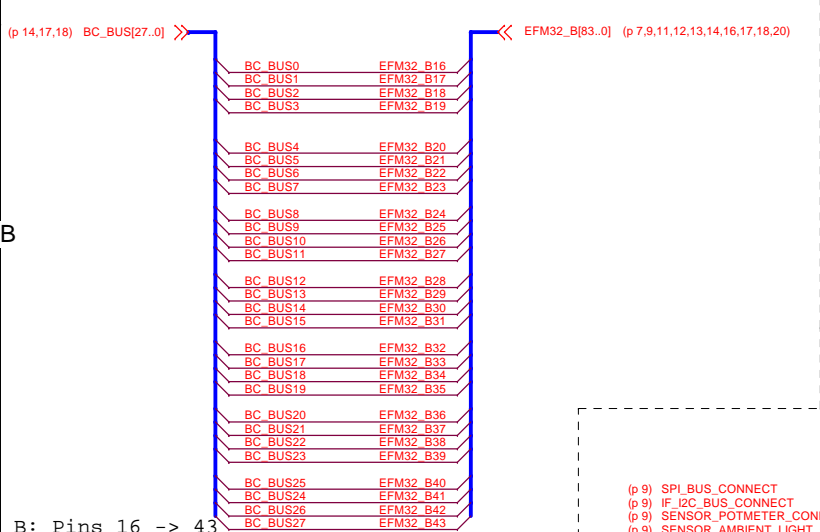 (p 14,17,18) BC_BUS[27..0] EFM32_B[83..0] (p 7,9,11,12,13,14,16,17,18,20)
BC_BUS0 EFM32_B16
BC_BUS1 EFM32_B17
BC_BUS2 EFM32_B18
BC_BUS3 EFM32_B19
BC_BUS4 EFM32_B20
BC_BUS5 EFM32_B21
BC_BUS6 EFM32_B22
BC_BUS7 EFM32_B23
BC_BUS8 EFM32_B24
B
BC_BUS9 EFM32_B25
BC_BUS10 EFM32_B26
BC_BUS11 EFM32_B27
BC_BUS12 EFM32_B28
BC_BUS13 EFM32_B29
BC_BUS14 EFM32_B30
BC_BUS15 EFM32_B31
BC_BUS16 EFM32_B32
BC_BUS17 EFM32_B33
BC_BUS18 EFM32_B34
BC_BUS19 EFM32_B35
BC_BUS20 EFM32_B36
BC_BUS21 EFM32_B37
BC_BUS22 EFM32_B38
BC_BUS23 EFM32_B39
BC_BUS25 EFM32_B40
BC_BUS24 EFM32_B41
BC_BUS26 EFM32_B42
BC_BUS27 EFM32_B43
B: Pins 16 -> 43
(p 9) SPI_BUS_CONNECT
(p 9) IF_I2C_BUS_CONNECT
(p 9) SENSOR_POTMETER_CON
(p 9) SENSOR_AMBIENT_LIGHT